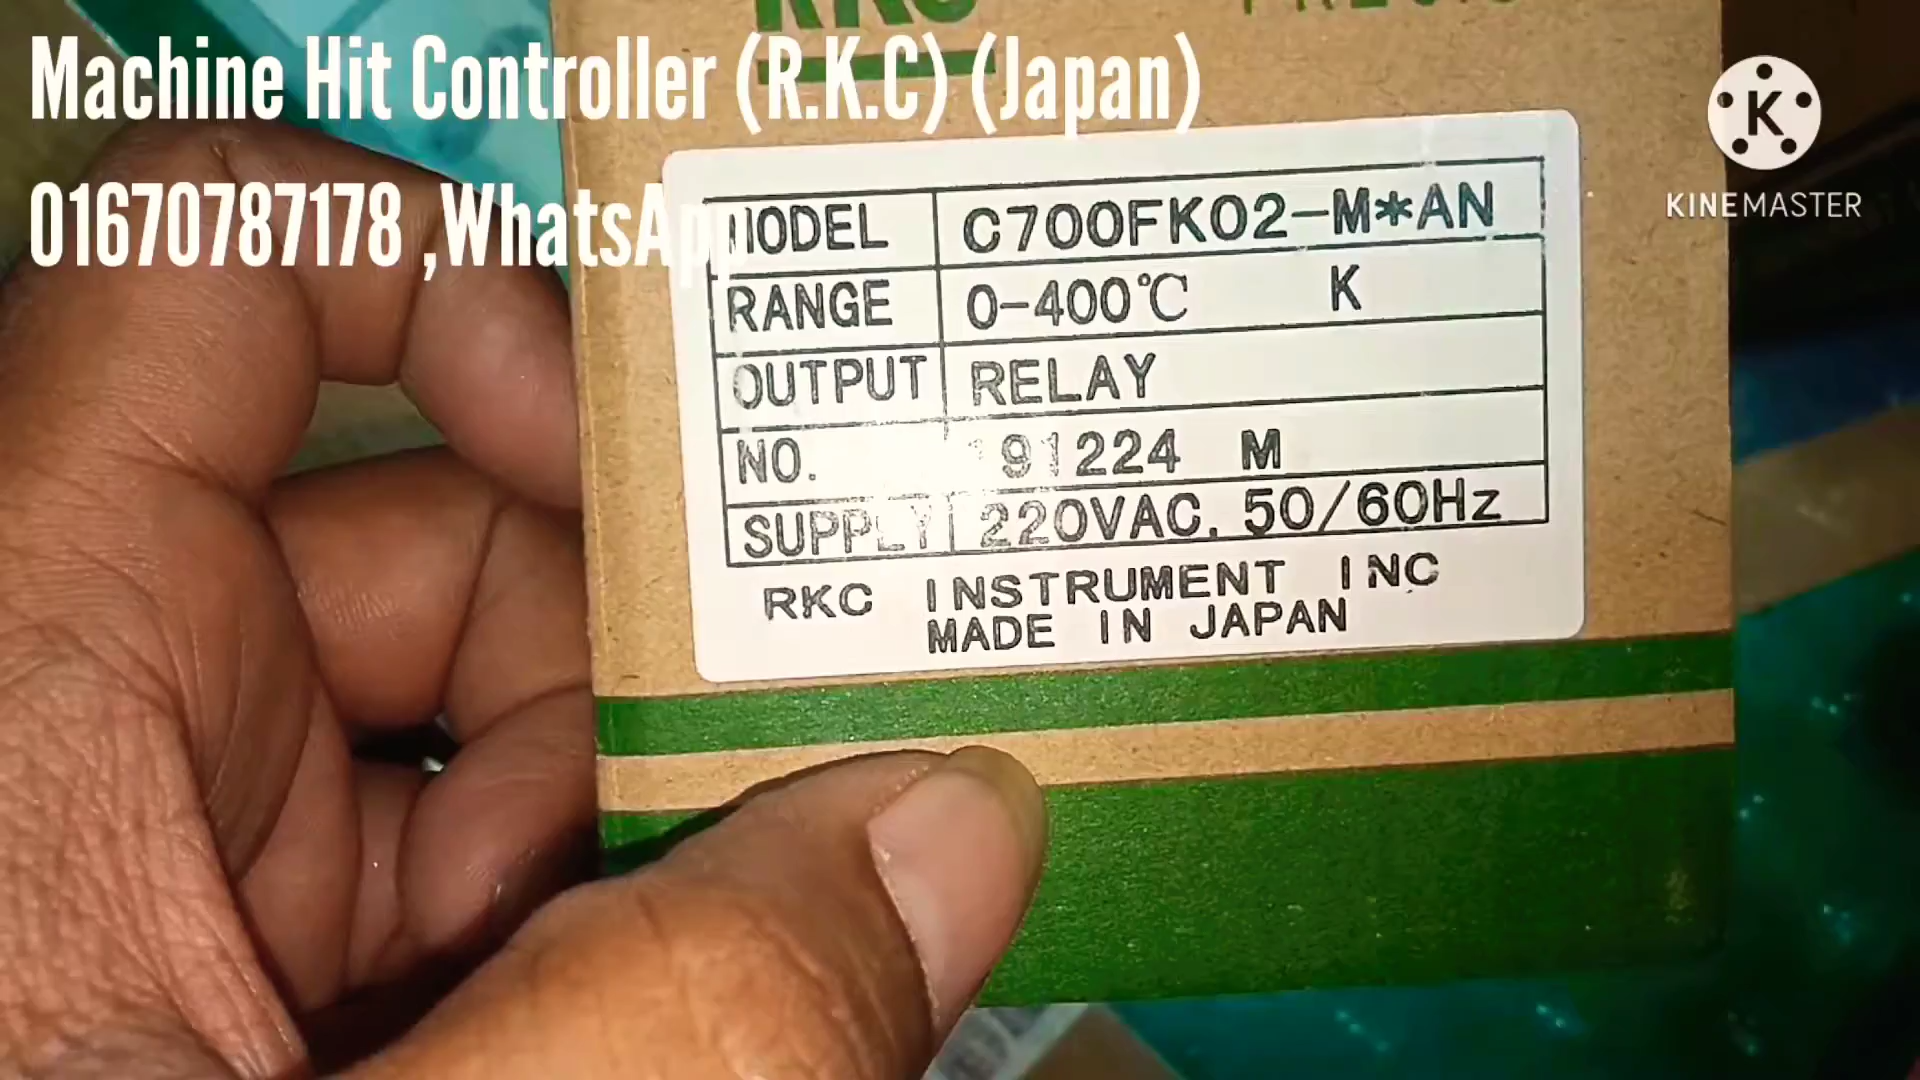 RKC
Machine Hit Controller (R.K.C) (Japan)
01670787178 ,WhatsApp
K
KINEMASTER
MODEL C700FK02-M*AN
RANGE 0-400℃ K
OUTPUT RELAY
NO. 191224 M
SUPPLY 220VAC. 50/60Hz
RKC INSTRUMENT INC
MADE IN JAPAN